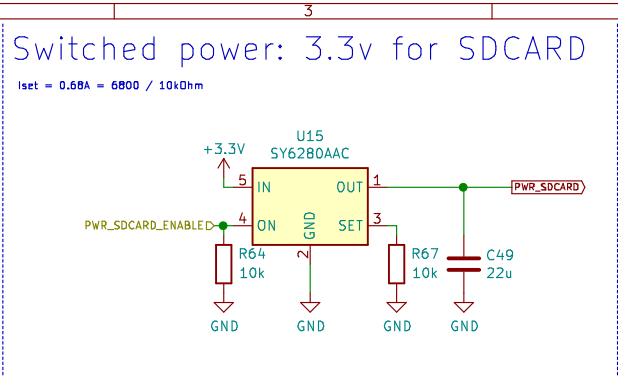 3
Switched power: 3.3v for SDCARD
Iset = 0.68A = 6800 / 10kOhm
U15
SY6280AAC
+3.3V
5 IN OUT 1
PWR_SDCARD
PWR_SDCARD_ENABLE 4 ON GND SET 3
2
R64
10k
R67
10k
C49
22u
GND GND GND GND